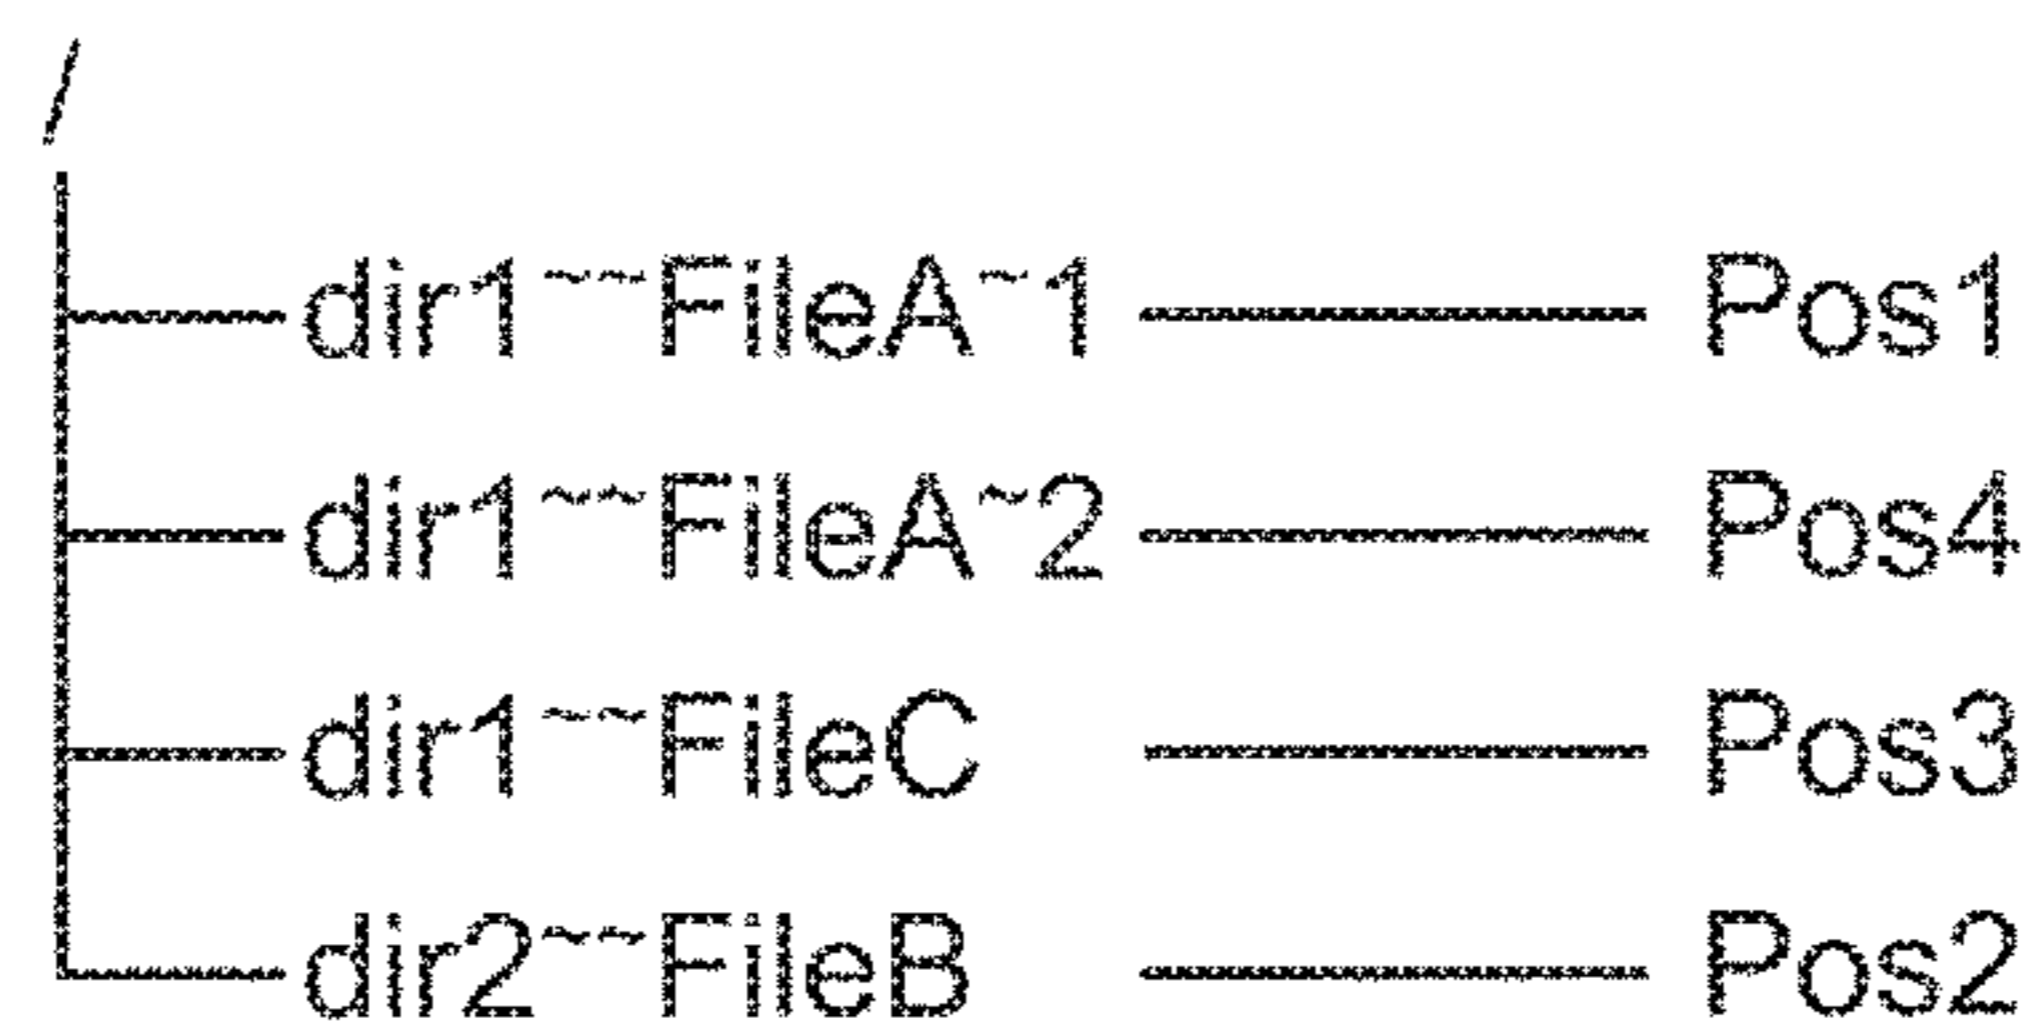 /
dir1~~FileA~1 Pos1
dir1~~FileA~2 Pos4
dir1~~FileC Pos3
dir2~~FileB Pos2